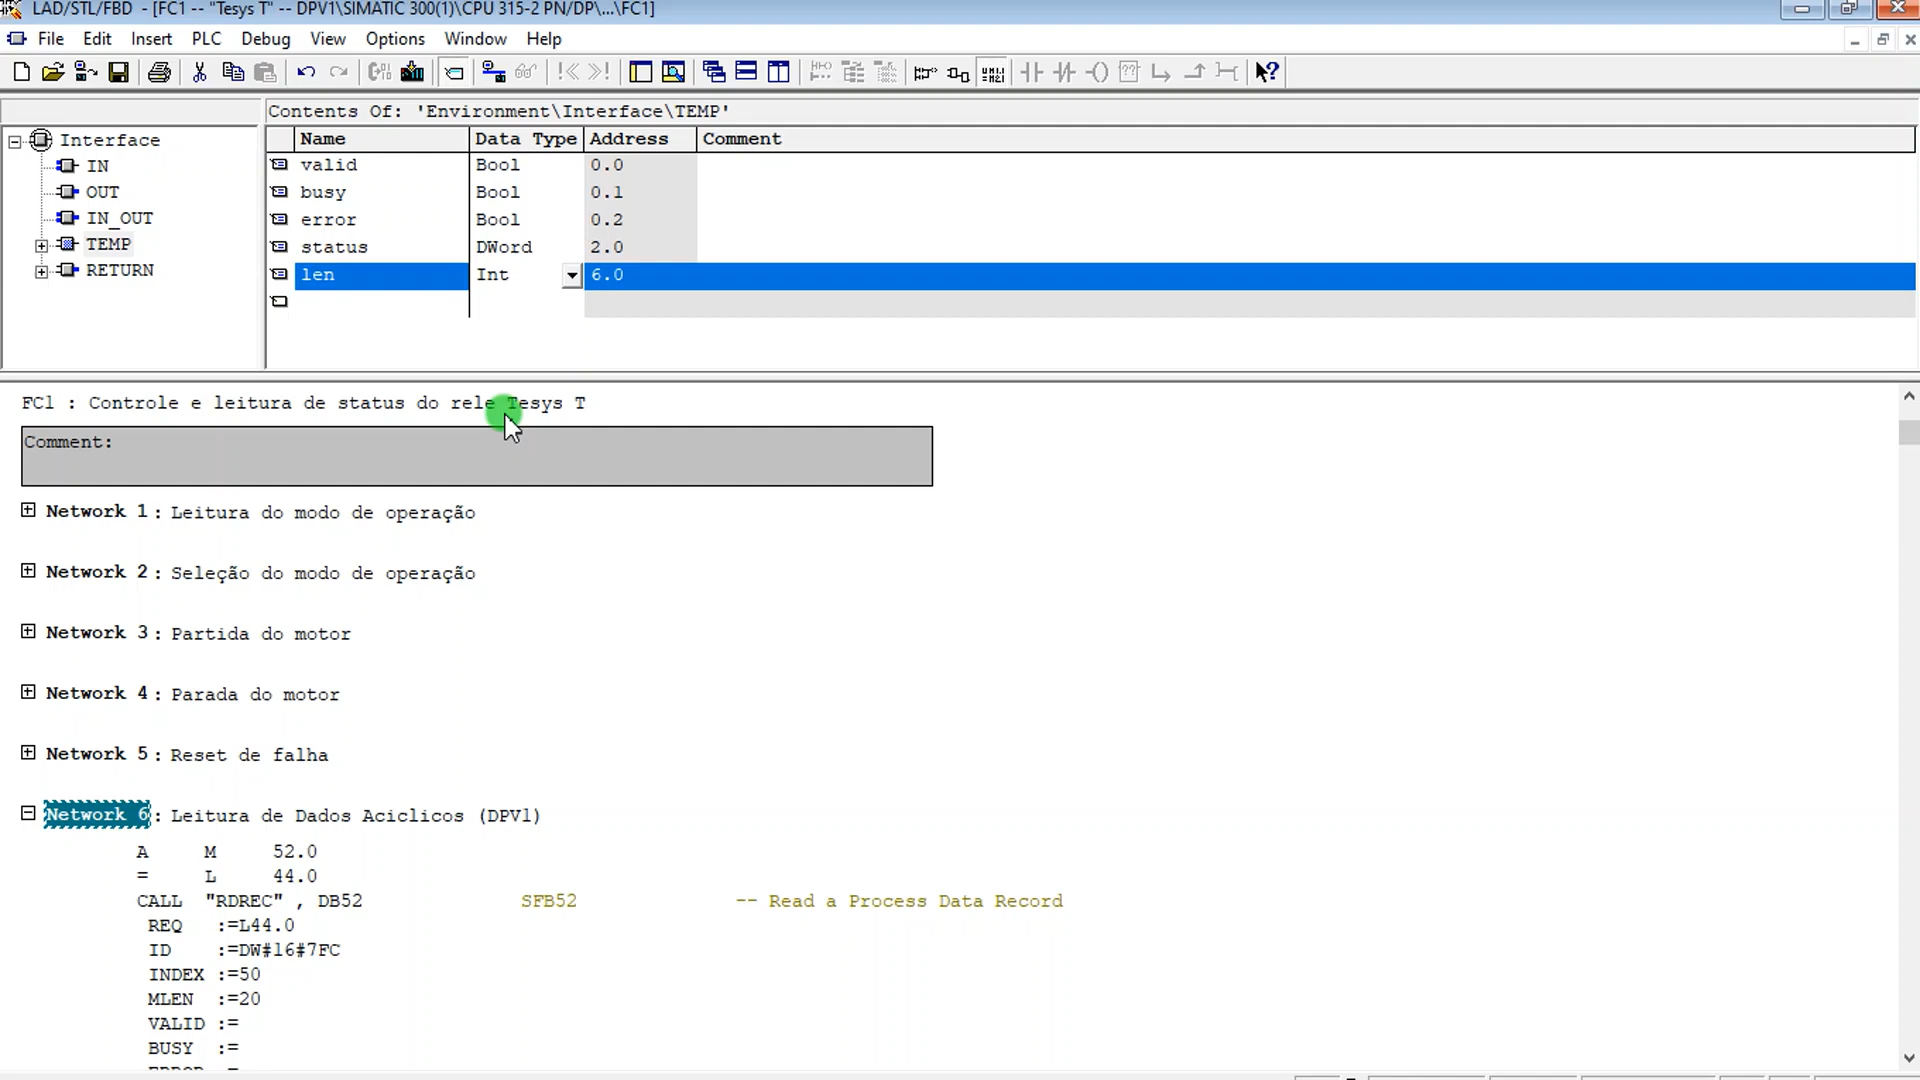 LAD/STL/FBD - [FC1 -- "Tesys T" -- DPV1\SIMATIC 300(1)\CPU 315-2 PN/DP\...\FC1]
File Edit Insert PLC Debug View Options Window Help
Contents Of: 'Environment\Interface\TEMP'
Interface
IN
OUT
IN_OUT
TEMP
RETURN
Name Data Type Address Comment
valid Bool 0.0
busy Bool 0.1
error Bool 0.2
status DWord 2.0
len Int 6.0
FC1 : Controle e leitura de status do rele Tesys T
Comment:
Network 1 : Leitura do modo de operação
Network 2 : Seleção do modo de operação
Network 3 : Partida do motor
Network 4 : Parada do motor
Network 5 : Reset de falha
Network 6 : Leitura de Dados Aciclicos (DPV1)
A M 52.0
= L 44.0
CALL "RDREC" , DB52 SFB52 -- Read a Process Data Record
REQ :=L44.0
ID :=DW#16#7FC
INDEX :=50
MLEN :=20
VALID :=
BUSY :=